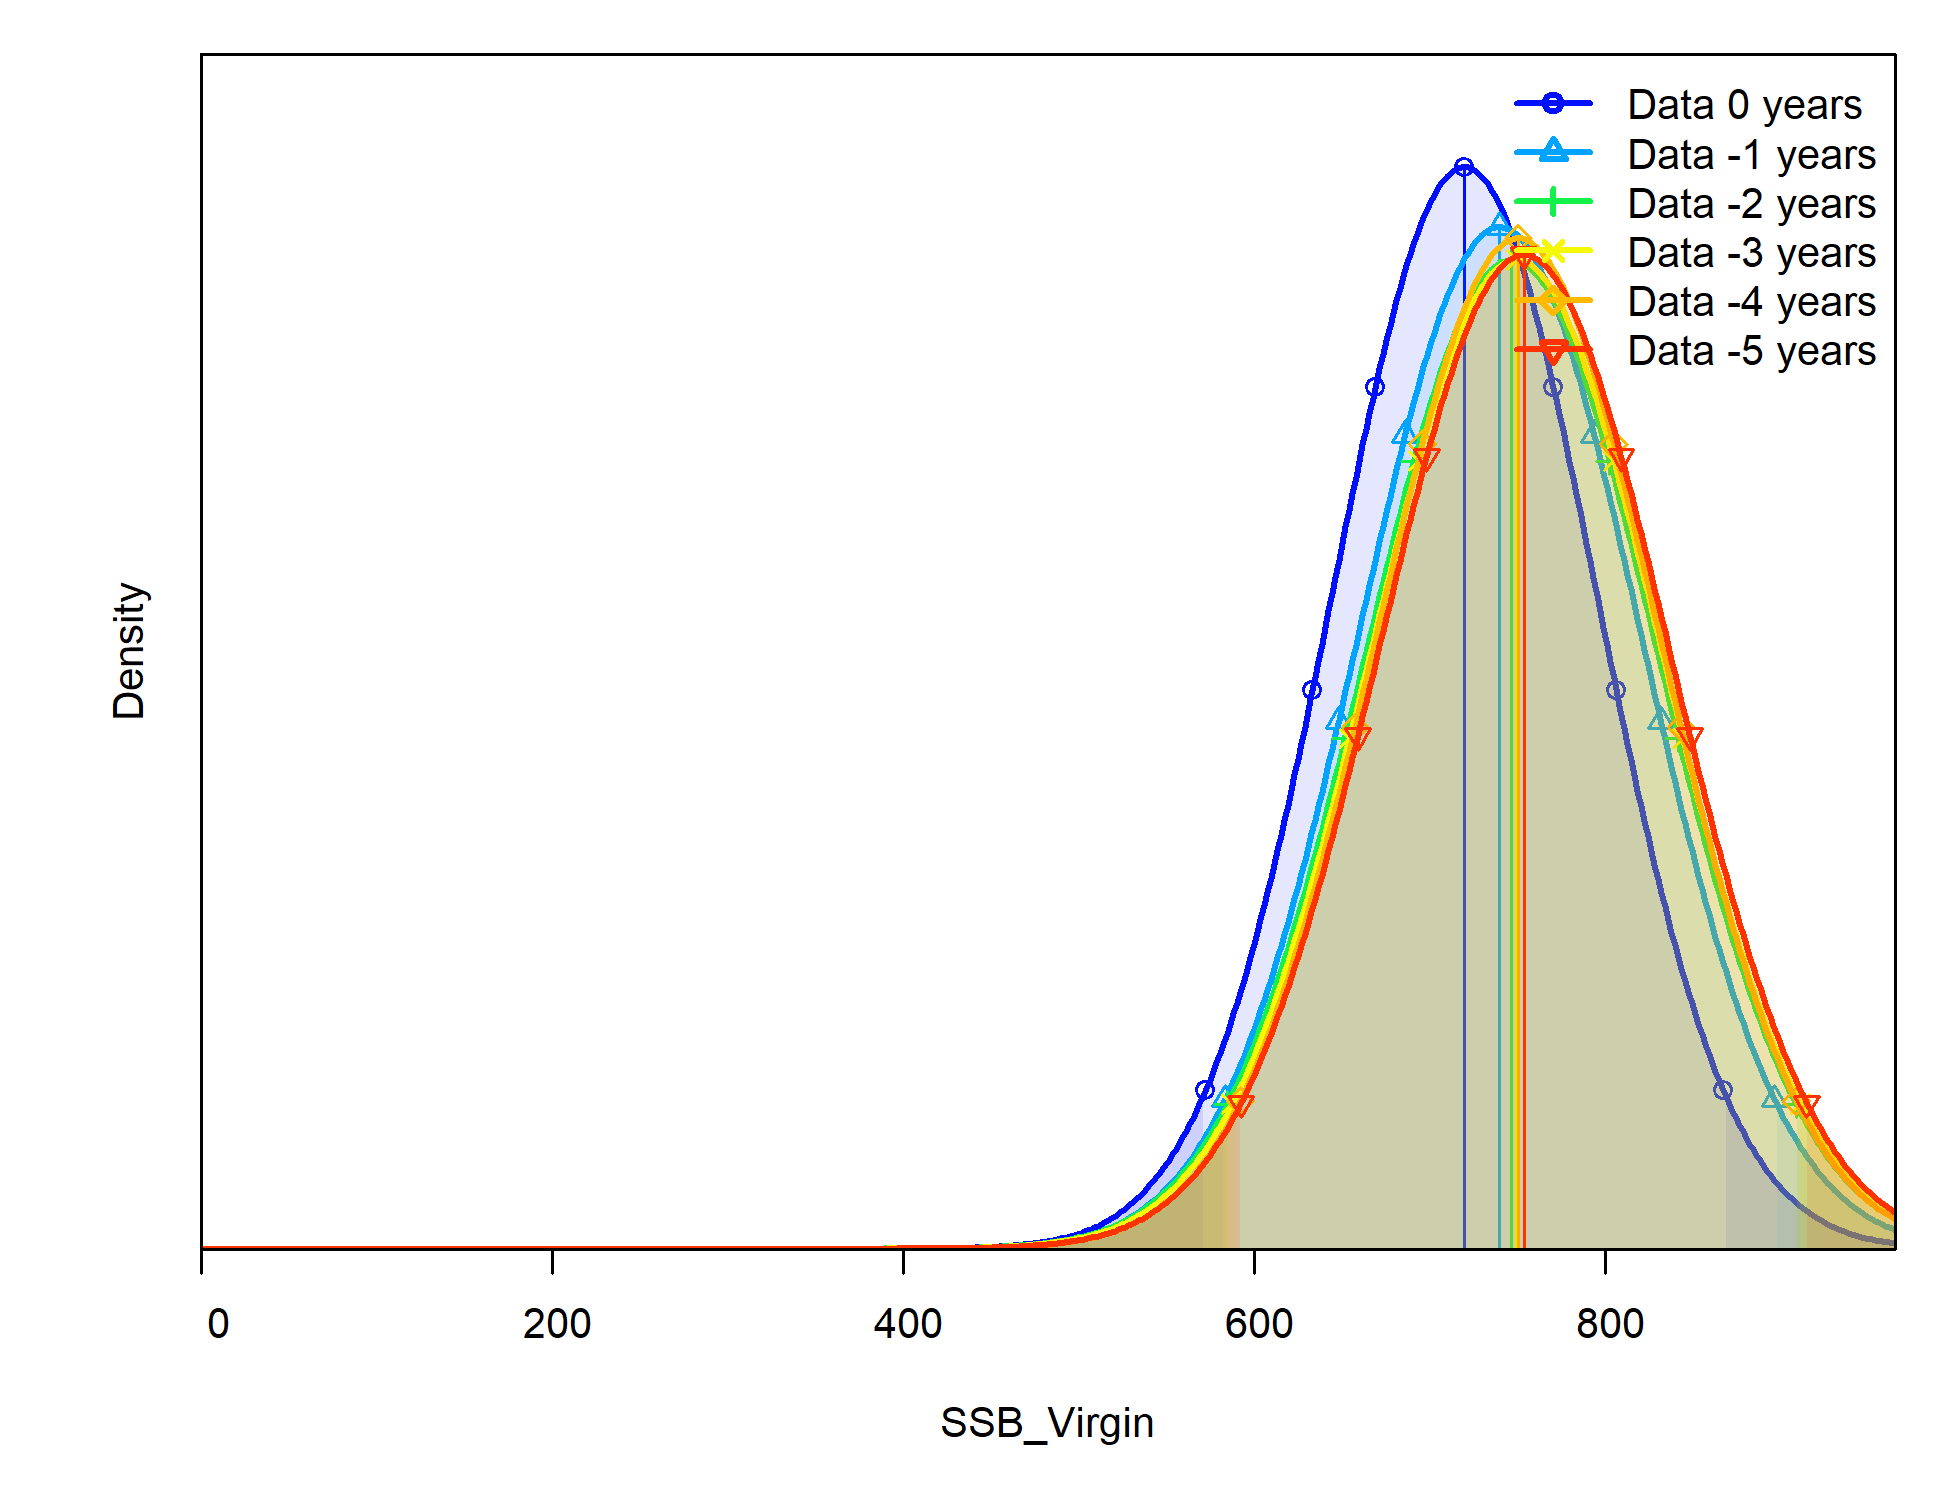 Data 0 years
Data -1 years
Data -2 years
Data -3 years
Data -4 years
Data -5 years
Density
0 200 400 600 800
SSB_Virgin